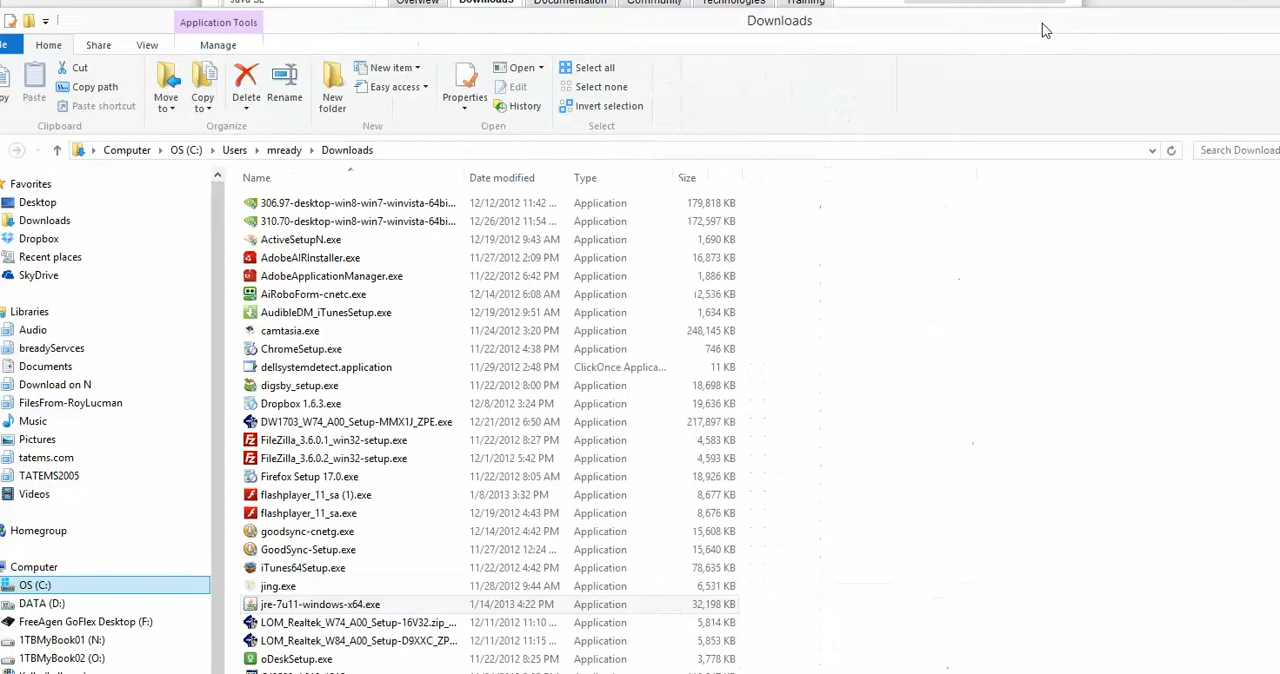 Overview Downloads Documentation Community Technologies Training
Application Tools Downloads
Home Share View Manage
Cut
Copy path
Paste Paste shortcut
Move to Copy to Delete Rename
New folder New item Easy access
Properties Open Edit History
Select all
Select none
Invert selection
Clipboard Organize New Open Select
Computer OS (C:) Users mready Downloads
Favorites
Desktop
Downloads
Dropbox
Recent places
SkyDrive
Libraries
Audio
breadyServces
Documents
Download on N
FilesFrom-RoyLucman
Music
Pictures
tatems.com
TATEMS2005
Videos
Homegroup
Computer
OS (C:)
DATA (D:)
FreeAgen GoFlex Desktop (F:)
1TBMyBook01 (N:)
1TBMyBook02 (O:)
Name Date modified Type Size
306.97-desktop-win8-win7-winvista-64bi... 12/12/2012 11:42 ... Application 179,818 KB
310.70-desktop-win8-win7-winvista-64bi... 12/26/2012 11:54 ... Application 172,597 KB
ActiveSetupN.exe 12/19/2012 9:43 AM Application 1,690 KB
AdobeAIRInstaller.exe 11/27/2012 2:09 PM Application 16,873 KB
AdobeApplicationManager.exe 11/22/2012 6:42 PM Application 1,886 KB
AiRoboForm-cnetc.exe 12/14/2012 6:08 AM Application 12,536 KB
AudibleDM_iTunesSetup.exe 12/19/2012 9:51 AM Application 1,634 KB
camtasia.exe 11/24/2012 3:20 PM Application 248,145 KB
ChromeSetup.exe 11/22/2012 4:38 PM Application 746 KB
dellsystemdetect.application 11/29/2012 2:48 PM ClickOnce Applica... 11 KB
digsby_setup.exe 11/22/2012 8:00 PM Application 18,698 KB
Dropbox 1.6.3.exe 12/8/2012 3:24 PM Application 19,636 KB
DW1703_W74_A00_Setup-MMX1J_ZPE.exe 12/21/2012 6:50 AM Application 217,897 KB
FileZilla_3.6.0.1_win32-setup.exe 11/22/2012 8:27 PM Application 4,583 KB
FileZilla_3.6.0.2_win32-setup.exe 12/1/2012 5:42 PM Application 4,593 KB
Firefox Setup 17.0.exe 11/22/2012 8:05 AM Application 18,926 KB
flashplayer_11_sa (1).exe 1/8/2013 3:32 PM Application 8,677 KB
flashplayer_11_sa.exe 12/19/2012 4:43 PM Application 8,676 KB
goodsync-cnetg.exe 12/14/2012 4:42 PM Application 15,608 KB
GoodSync-Setup.exe 11/27/2012 12:24 ... Application 15,640 KB
iTunes64Setup.exe 11/22/2012 4:42 PM Application 78,635 KB
jing.exe 11/28/2012 9:44 AM Application 6,531 KB
jre-7u11-windows-x64.exe 1/14/2013 4:22 PM Application 32,198 KB
LOM_Realtek_W74_A00_Setup-16V32.zip_... 12/11/2012 11:10 ... Application 5,814 KB
LOM_Realtek_W84_A00_Setup-D9XXC_ZP... 12/11/2012 11:15 ... Application 5,853 KB
oDeskSetup.exe 11/22/2012 8:25 PM Application 3,778 KB